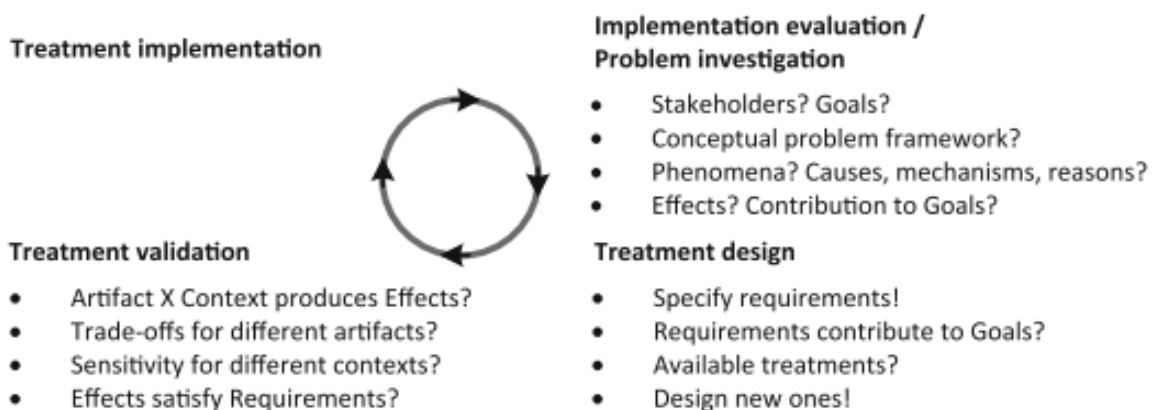 Treatment implementation
Implementation evaluation /
Problem investigation
• Stakeholders? Goals?
• Conceptual problem framework?
• Phenomena? Causes, mechanisms, reasons?
• Effects? Contribution to Goals?
Treatment validation
• Artifact X Context produces Effects?
• Trade-offs for different artifacts?
• Sensitivity for different contexts?
• Effects satisfy Requirements?
Treatment design
• Specify requirements!
• Requirements contribute to Goals?
• Available treatments?
• Design new ones!